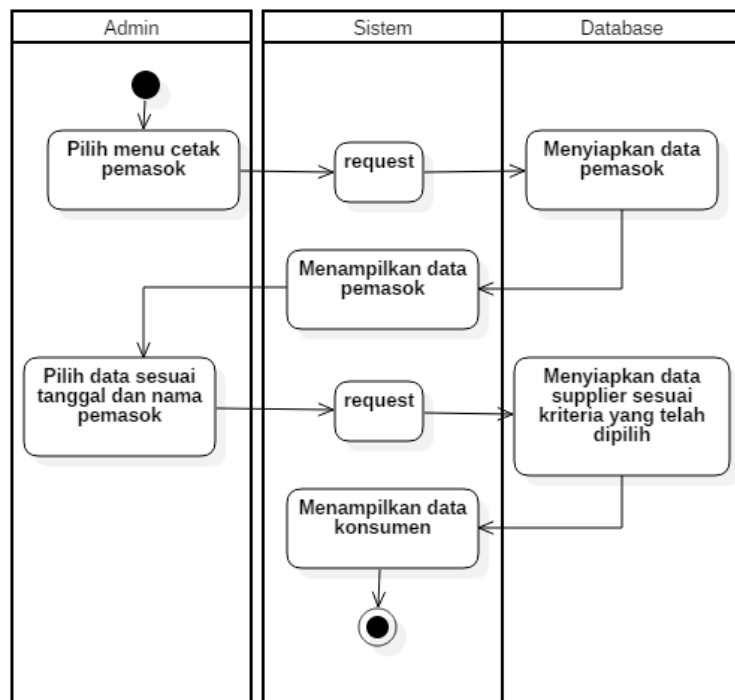 Admin
Sistem
Database
Pilih menu cetak
pemasok
request
Menyiapkan data
pemasok
Menampilkan data
pemasok
Pilih data sesuai
tanggal dan nama
pemasok
request
Menyiapkan data
supplier sesuai
kriteria yang telah
dipilih
Menampilkan data
konsumen